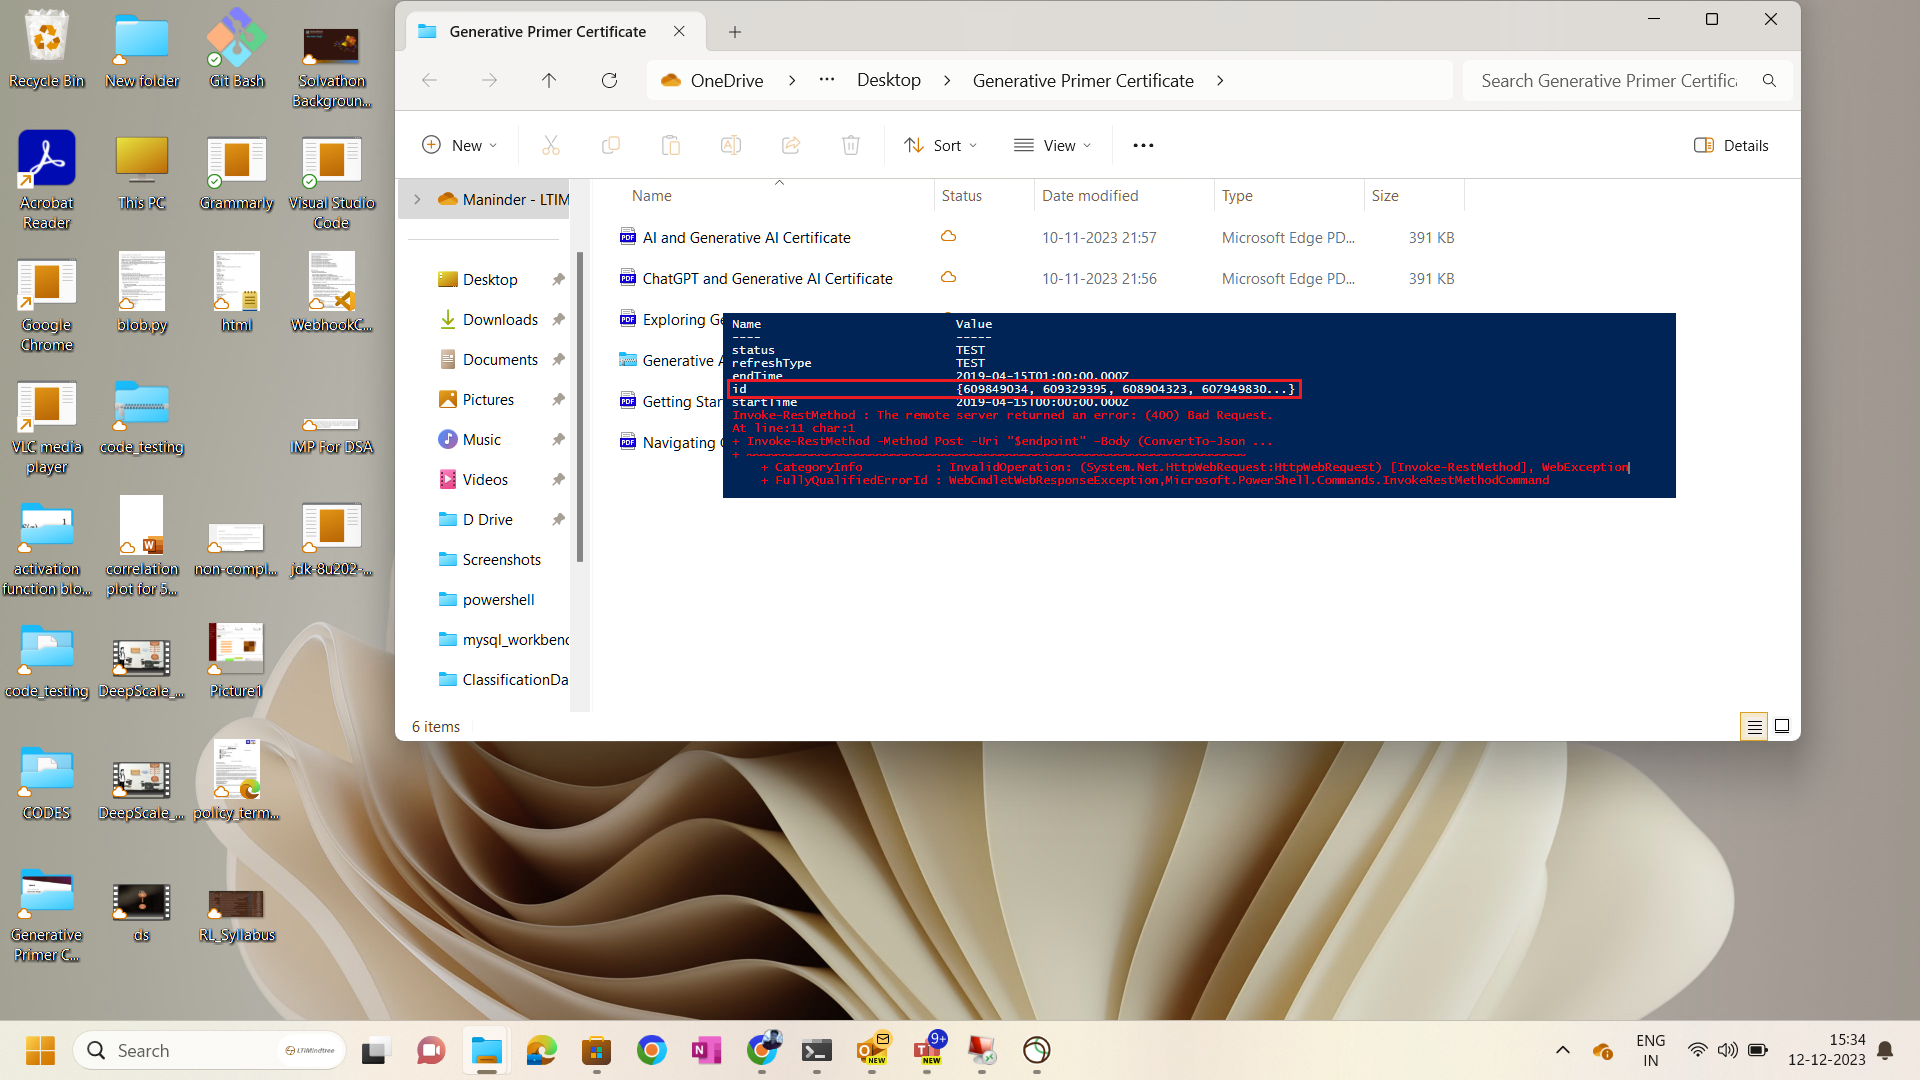 Generative Primer Certificate
OneDrive
Desktop
Generative Primer Certificate
Search Generative Primer Certific
New
Sort
View
Details
Maninder - LTIM
Desktop
Downloads
Documents
Pictures
Music
Videos
D Drive
Screenshots
powershell
mysql_workbenc
ClassificationDa
Name Status Date modified Type Size
AI and Generative AI Certificate 10-11-2023 21:57 Microsoft Edge PD... 391 KB
ChatGPT and Generative AI Certificate 10-11-2023 21:56 Microsoft Edge PD... 391 KB
Exploring Ge
Generative A
Getting Star
Navigating
Name Value
---- -----
status TEST
refreshType TEST
endTime 2019-04-15T01:00:00.000Z
id {609849034, 609329395, 608904323, 607949830...}
startTime 2019-04-15T00:00:00.000Z
Invoke-RestMethod : The remote server returned an error: (400) Bad Request.
At line:11 char:1
+ Invoke-RestMethod -Method Post -Uri "$endpoint" -Body (ConvertTo-Json ...
+ ~~~~~~~~~~~~~~~~~~~~~~~~~~~~~~~~~~~~~~~~~~~~~~~~~~~~~~~~~~~~~~~~~~~~~
+ CategoryInfo : InvalidOperation: (System.Net.HttpWebRequest:HttpWebRequest) [Invoke-RestMethod], WebException
+ FullyQualifiedErrorId : WebCmdletWebResponseException,Microsoft.PowerShell.Commands.InvokeRestMethodCommand
6 items
Recycle Bin
New folder
Git Bash
Solvathon
Backgroun...
Acrobat
Reader
This PC
Grammarly
Visual Studio
Code
Google
Chrome
blob.py
html
WebhookC...
VLC media
player
code_testing
IMP For DSA
activation
function blo...
correlation
plot for 5...
non-compl...
jdk-8u202-...
code_testing
DeepScale_...
Picture1
CODES
DeepScale_...
policy_term...
Generative
Primer C...
ds
RL_Syllabus
Search
LTIMindtree
NEW
9+
NEW
ENG
IN
15:34
12-12-2023